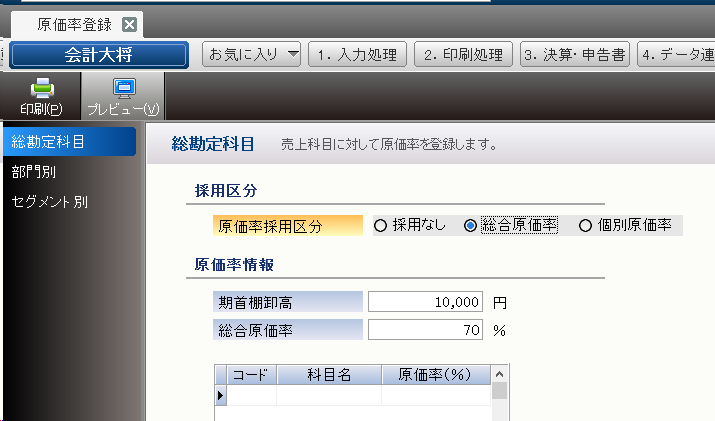 原価率登録
会計大将 お気に入り 1. 入力処理 2. 印刷処理 3. 決算・申告書 4. データ連
印刷(P) プレビュー(V)
総勘定科目
部門別
セグメント別
総勘定科目 売上科目に対して原価率を登録します。
採用区分
原価率採用区分 採用なし 総合原価率 個別原価率
原価率情報
期首棚卸高 10,000 円
総合原価率 70 %
コード 科目名 原価率(%)